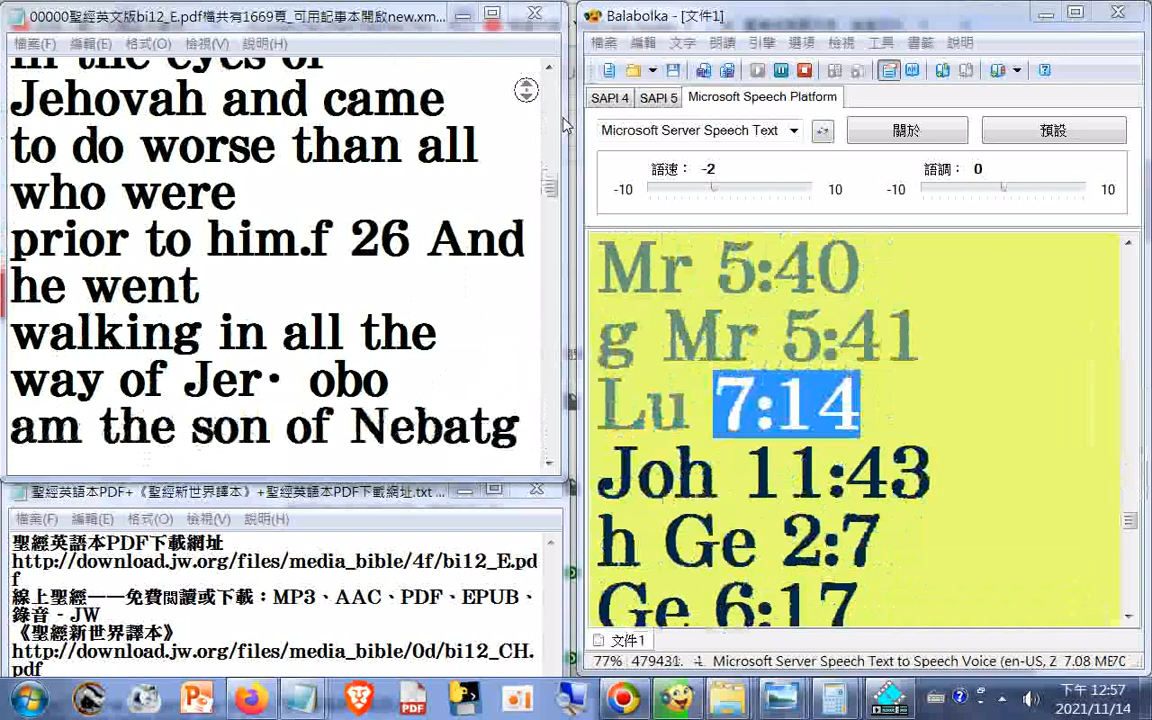 00000聖經英文版bi12_E.pdf檔共有1669頁_可用記事本開啟new.xm...
檔案(F) 編輯(E) 格式(O) 檢視(V) 說明(H)
in the eyes of
Jehovah and came
to do worse than all
who were
prior to him.f 26 And
he went
walking in all the
way of Jer· obo
am the son of Nebatg
聖經英語本PDF+《聖經新世界譯本》+聖經英語本PDF下載網址.txt ...
檔案(F) 編輯(E) 格式(O) 檢視(V) 說明(H)
聖經英語本PDF下載網址
http://download.jw.org/files/media_bible/4f/bi12_E.pd
f
線上聖經——免費閱讀或下載：MP3、AAC、PDF、EPUB、
錄音 - JW
《聖經新世界譯本》
http://download.jw.org/files/media_bible/0d/bi12_CH.
pdf
Balabolka - [文件1]
檔案 編輯 文字 朗讀 引擎 選項 檢視 工具 書籤 說明
SAPI 4 SAPI 5 Microsoft Speech Platform
Microsoft Server Speech Text 關於 預設
語速： -2 語調： 0
-10 10 -10 10
Mr 5:40
g Mr 5:41
Lu 7:14
Joh 11:43
h Ge 2:7
Ge 6:17
文件1
77% 479431. Microsoft Server Speech Text to Speech Voice (en-US, Z 7.08 ME
下午 12:57
2021/11/14